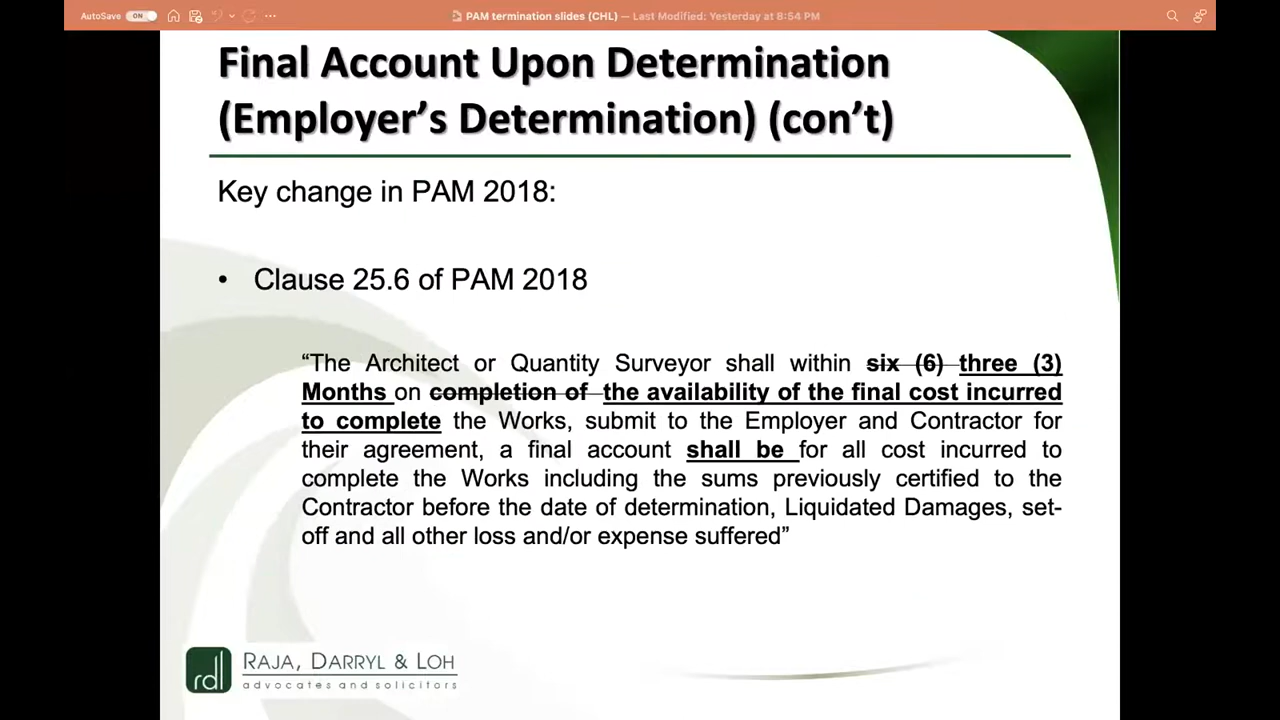 AutoSave ON PAM termination slides (CHL) — Last Modified: Yesterday at 8:54 PM
Final Account Upon Determination
(Employer’s Determination) (con’t)
Key change in PAM 2018:
• Clause 25.6 of PAM 2018
“The Architect or Quantity Surveyor shall within six (6) three (3)
Months on completion of the availability of the final cost incurred
to complete the Works, submit to the Employer and Contractor for
their agreement, a final account shall be for all cost incurred to
complete the Works including the sums previously certified to the
Contractor before the date of determination, Liquidated Damages, set-
off and all other loss and/or expense suffered”
rdl RAJA, DARRYL & LOH
advocates and solicitors